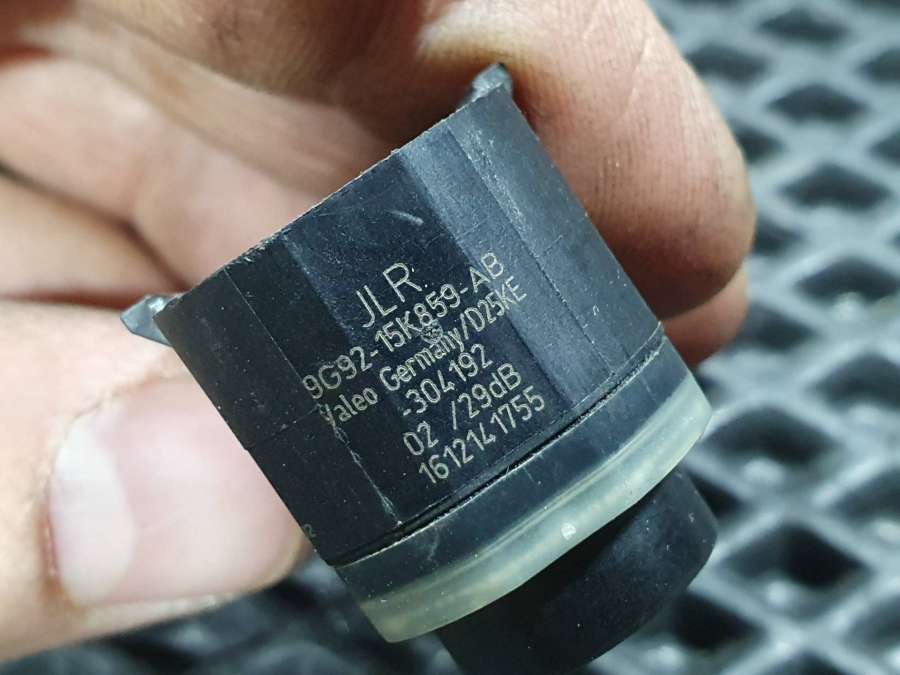 JLR
9G92-15K859-AB
Valeo Germany/D25KE
-304192
02 /29dB
1612141755